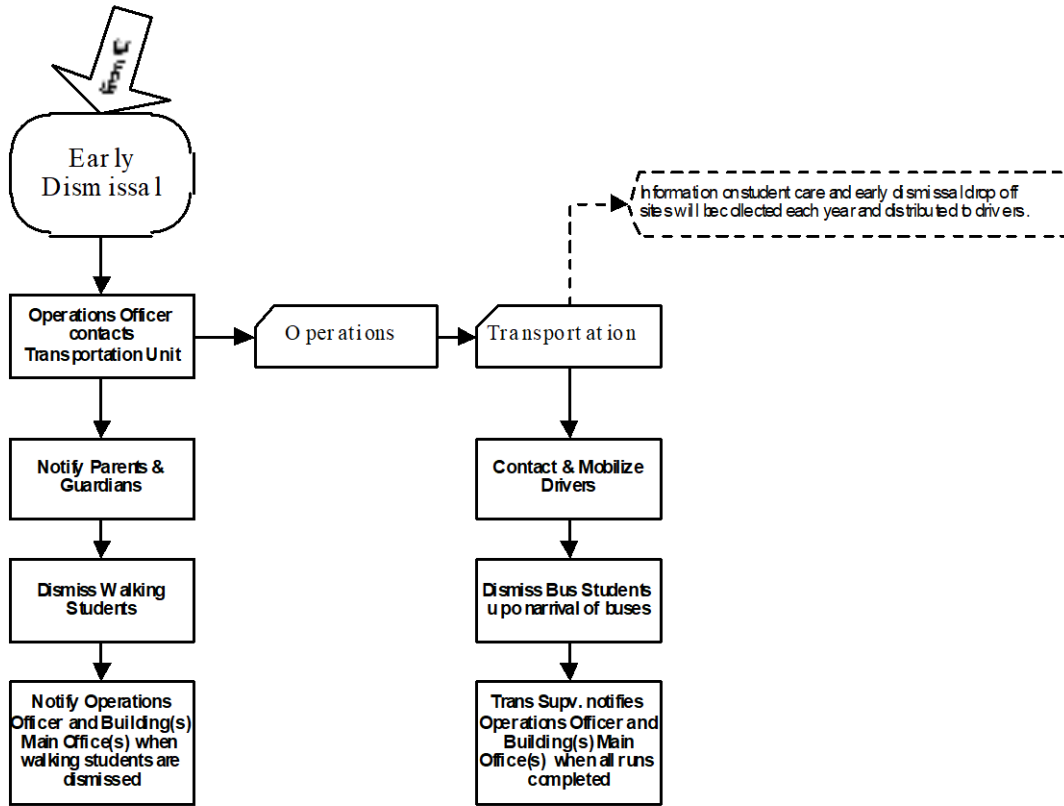 Early
Dismissal
Information on student care and early dismissal drop off
sites will be collected each year and distributed to drivers.
Operations Officer
contacts
Transportation Unit
Operations
Transportation
Notify Parents &
Guardians
Contact & Mobilize
Drivers
Dismiss Walking
Students
Dismiss Bus Students
upon arrival of buses
Notify Operations
Officer and Building(s)
Main Office(s) when
walking students are
dismissed
Trans Supv. notifies
Operations Officer and
Building(s) Main
Office(s) when all runs
completed